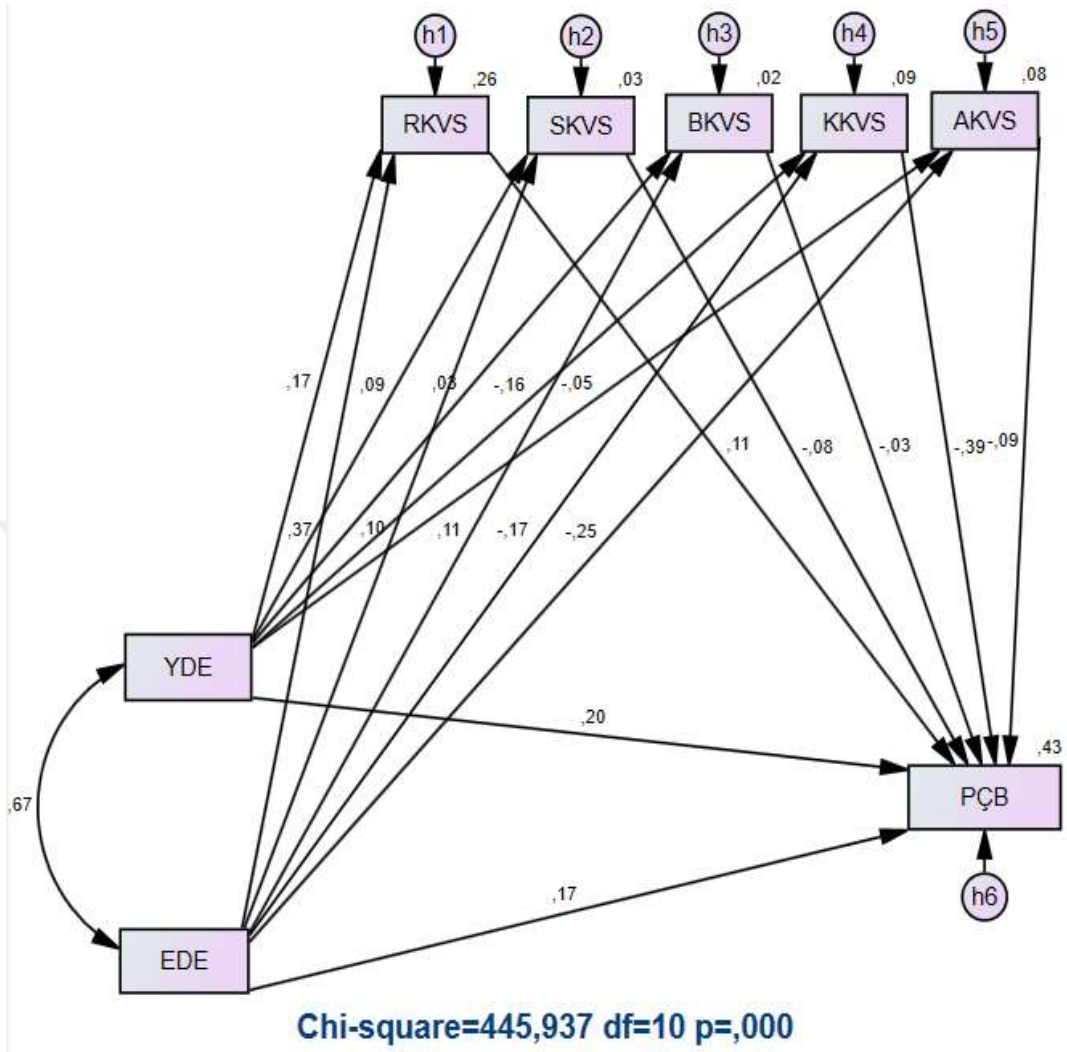 h1
h2
h3
h4
h5
,26
,03
,02
,09
,08
RKVS
SKVS
BKVS
KKVS
AKVS
,17
,09
,03
-,16
-,05
,11
-,08
-,03
-,39
-,09
,37
,10
,11
-,17
-,25
YDE
,20
,43
PÇB
,67
,17
h6
EDE
Chi-square=445,937 df=10 p=,000